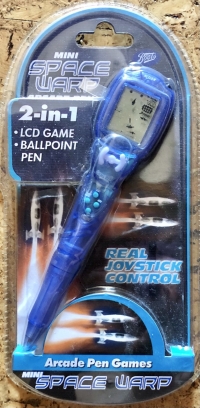 MINI
SPACE
WARP
Boots
2-in-1
• LCD GAME
• BALLPOINT
PEN
REAL
JOYSTICK
CONTROL
Arcade Pen Games
MINI SPACE WARP